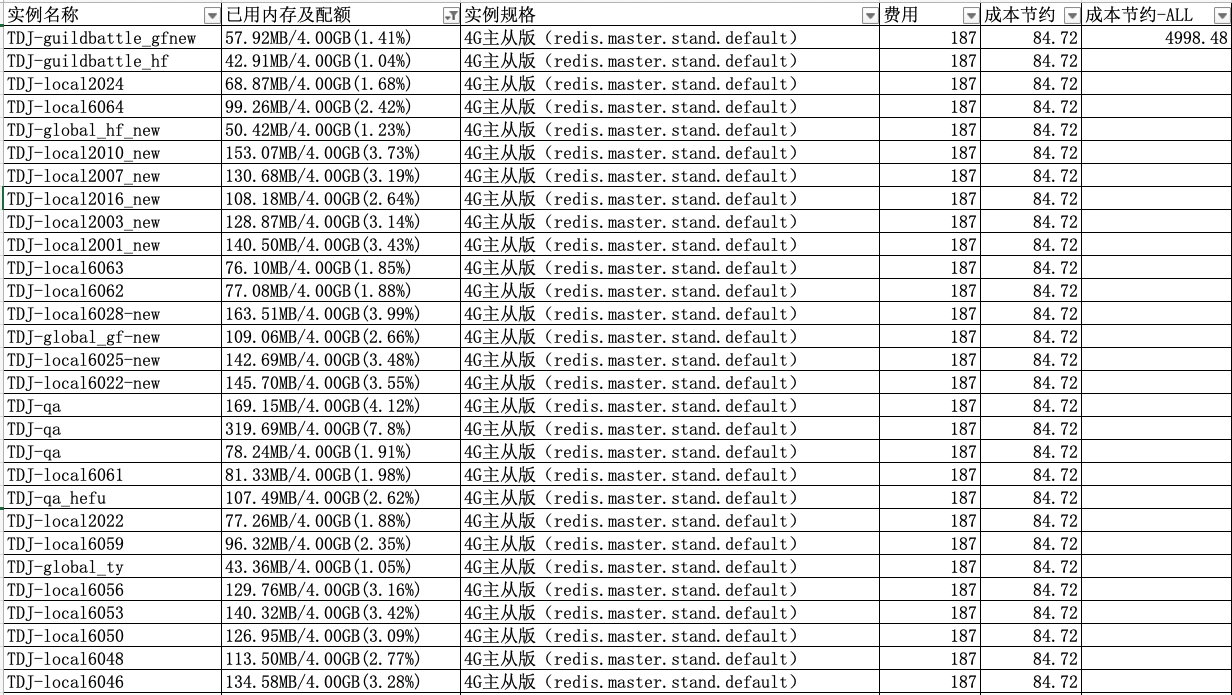 实例名称 已用内存及配额 实例规格 费用 成本节约 成本节约-ALL
TDJ-guildbattle_gfnew 57.92MB/4.00GB(1.41%) 4G主从版（redis.master.stand.default） 187 84.72 4998.48
TDJ-guildbattle_hf 42.91MB/4.00GB(1.04%) 4G主从版（redis.master.stand.default） 187 84.72
TDJ-local2024 68.87MB/4.00GB(1.68%) 4G主从版（redis.master.stand.default） 187 84.72
TDJ-local6064 99.26MB/4.00GB(2.42%) 4G主从版（redis.master.stand.default） 187 84.72
TDJ-global_hf_new 50.42MB/4.00GB(1.23%) 4G主从版（redis.master.stand.default） 187 84.72
TDJ-local2010_new 153.07MB/4.00GB(3.73%) 4G主从版（redis.master.stand.default） 187 84.72
TDJ-local2007_new 130.68MB/4.00GB(3.19%) 4G主从版（redis.master.stand.default） 187 84.72
TDJ-local2016_new 108.18MB/4.00GB(2.64%) 4G主从版（redis.master.stand.default） 187 84.72
TDJ-local2003_new 128.87MB/4.00GB(3.14%) 4G主从版（redis.master.stand.default） 187 84.72
TDJ-local2001_new 140.50MB/4.00GB(3.43%) 4G主从版（redis.master.stand.default） 187 84.72
TDJ-local6063 76.10MB/4.00GB(1.85%) 4G主从版（redis.master.stand.default） 187 84.72
TDJ-local6062 77.08MB/4.00GB(1.88%) 4G主从版（redis.master.stand.default） 187 84.72
TDJ-local6028-new 163.51MB/4.00GB(3.99%) 4G主从版（redis.master.stand.default） 187 84.72
TDJ-global_gf-new 109.06MB/4.00GB(2.66%) 4G主从版（redis.master.stand.default） 187 84.72
TDJ-local6025-new 142.69MB/4.00GB(3.48%) 4G主从版（redis.master.stand.default） 187 84.72
TDJ-local6022-new 145.70MB/4.00GB(3.55%) 4G主从版（redis.master.stand.default） 187 84.72
TDJ-qa 169.15MB/4.00GB(4.12%) 4G主从版（redis.master.stand.default） 187 84.72
TDJ-qa 319.69MB/4.00GB(7.8%) 4G主从版（redis.master.stand.default） 187 84.72
TDJ-qa 78.24MB/4.00GB(1.91%) 4G主从版（redis.master.stand.default） 187 84.72
TDJ-local6061 81.33MB/4.00GB(1.98%) 4G主从版（redis.master.stand.default） 187 84.72
TDJ-qa_hefu 107.49MB/4.00GB(2.62%) 4G主从版（redis.master.stand.default） 187 84.72
TDJ-local2022 77.26MB/4.00GB(1.88%) 4G主从版（redis.master.stand.default） 187 84.72
TDJ-local6059 96.32MB/4.00GB(2.35%) 4G主从版（redis.master.stand.default） 187 84.72
TDJ-global_ty 43.36MB/4.00GB(1.05%) 4G主从版（redis.master.stand.default） 187 84.72
TDJ-local6056 129.76MB/4.00GB(3.16%) 4G主从版（redis.master.stand.default） 187 84.72
TDJ-local6053 140.32MB/4.00GB(3.42%) 4G主从版（redis.master.stand.default） 187 84.72
TDJ-local6050 126.95MB/4.00GB(3.09%) 4G主从版（redis.master.stand.default） 187 84.72
TDJ-local6048 113.50MB/4.00GB(2.77%) 4G主从版（redis.master.stand.default） 187 84.72
TDJ-local6046 134.58MB/4.00GB(3.28%) 4G主从版（redis.master.stand.default） 187 84.72